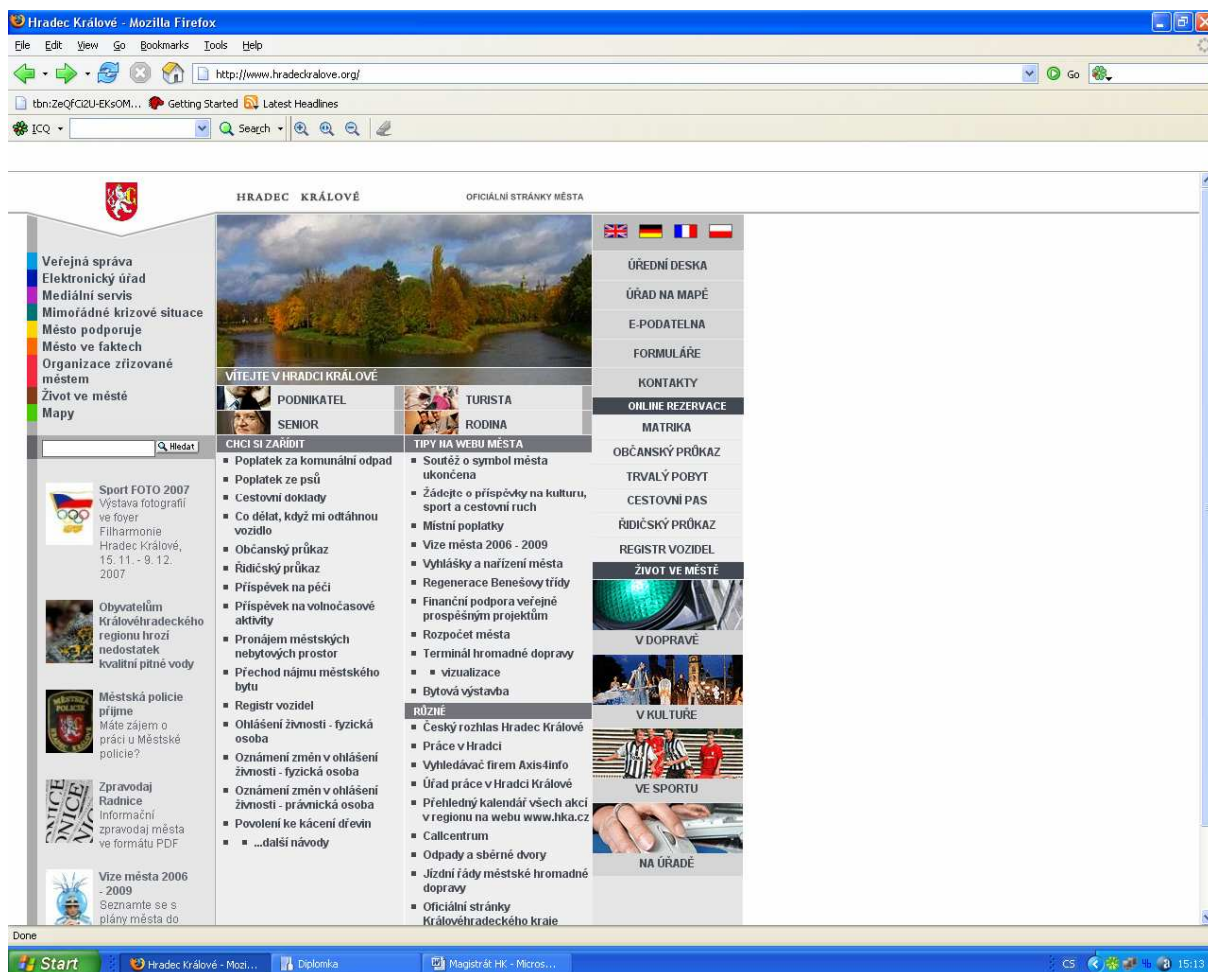 Hradec Králové - Mozilla Firefox
File Edit View Go Bookmarks Tools Help
http://www.hradeckralove.org/
Go
tbn:ZeQfCi2U-EKsOM...
Getting Started
Latest Headlines
ICQ
Search
HRADEC KRÁLOVÉ
OFICIÁLNÍ STRÁNKY MĚSTA
Veřejná správa
Elektronický úřad
Mediální servis
Mimořádné krizové situace
Město podporuje
Město ve faktech
Organizace zřizované
městem
Život ve městě
Mapy
Hledat
Sport FOTO 2007
Výstava fotografií
ve foyer
Filharmonie
Hradec Králové,
15. 11. - 9. 12.
2007
Obyvatelům
Královéhradeckého
regionu hrozí
nedostatek
kvalitní pitné vody
MĚSTSKÁ
POLICIE
Městská policie
přijme
Máte zájem o
práci u Městské
policie?
Zpravodaj
Radnice
Informační
zpravodaj města
ve formátu PDF
Vize města 2006
- 2009
Seznamte se s
plány města do
VÍTEJTE V HRADCI KRÁLOVÉ
PODNIKATEL
TURISTA
SENIOR
RODINA
CHCI SI ZAŘÍDIT
Poplatek za komunální odpad
Poplatek ze psů
Cestovní doklady
Co dělat, když mi odtáhnou
vozidlo
Občanský průkaz
Řidičský průkaz
Příspěvek na péči
Příspěvek na volnočasové
aktivity
Pronájem městských
nebytových prostor
Přechod nájmu městského
bytu
Registr vozidel
Ohlášení živnosti - fyzická
osoba
Oznámení změn v ohlášení
živnosti - fyzická osoba
Oznámení změn v ohlášení
živnosti - právnická osoba
Povolení ke kácení dřevin
...další návody
TIPY NA WEBU MĚSTA
Soutěž o symbol města
ukončena
Žádejte o příspěvky na kulturu,
sport a cestovní ruch
Místní poplatky
Vize města 2006 - 2009
Vyhlášky a nařízení města
Regenerace Benešovy třídy
Finanční podpora veřejně
prospěšným projektům
Rozpočet města
Terminál hromadné dopravy
vizualizace
Bytová výstavba
RŮZNÉ
Český rozhlas Hradec Králové
Práce v Hradci
Vyhledávač firem Axis4info
Úřad práce v Hradci Králové
Přehledný kalendář všech akcí
v regionu na webu www.hka.cz
Callcentrum
Odpady a sběrné dvory
Jízdní řády městské hromadné
dopravy
Oficiální stránky
Královéhradeckého kraje
ÚŘEDNÍ DESKA
ÚŘAD NA MAPĚ
E-PODATELNA
FORMULÁŘE
KONTAKTY
ONLINE REZERVACE
MATRIKA
OBČANSKÝ PRŮKAZ
TRVALÝ POBYT
CESTOVNÍ PAS
ŘIDIČSKÝ PRŮKAZ
REGISTR VOZIDEL
ŽIVOT VE MĚSTĚ
V DOPRAVĚ
V KULTUŘE
VE SPORTU
NA ÚŘADĚ
Done
Start
Hradec Králové - Mozi...
Diplomka
Magistrát HK - Micros...
CS
15:13